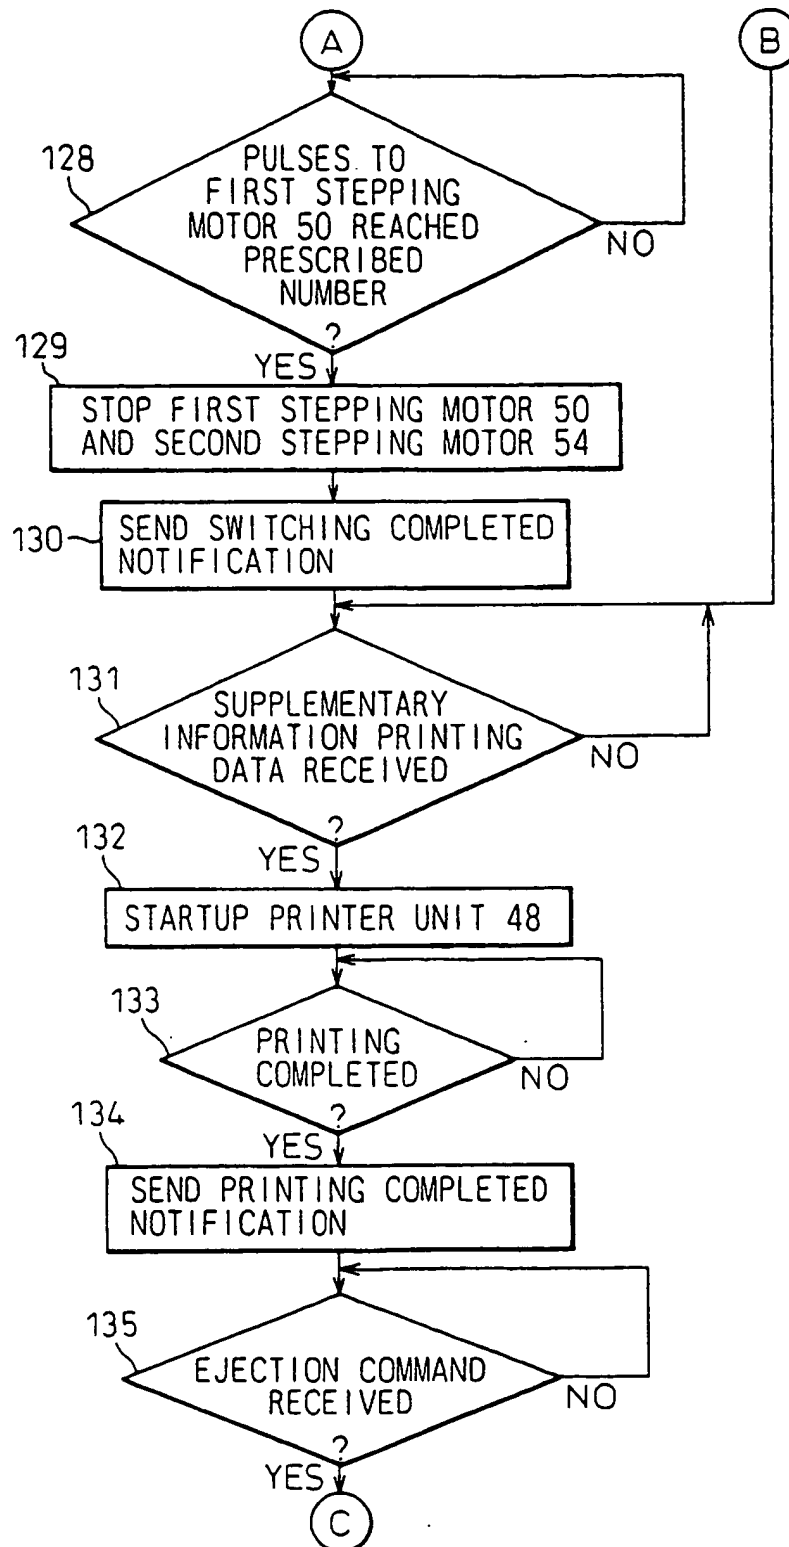 A
B
128
PULSES TO
FIRST STEPPING
MOTOR 50 REACHED
PRESCRIBED
NUMBER
?
NO
YES
129
STOP FIRST STEPPING MOTOR 50
AND SECOND STEPPING MOTOR 54
130
SEND SWITCHING COMPLETED
NOTIFICATION
131
SUPPLEMENTARY
INFORMATION PRINTING
DATA RECEIVED
?
NO
YES
132
STARTUP PRINTER UNIT 48
133
PRINTING
COMPLETED
?
NO
YES
134
SEND PRINTING COMPLETED
NOTIFICATION
135
EJECTION COMMAND
RECEIVED
?
NO
YES
C